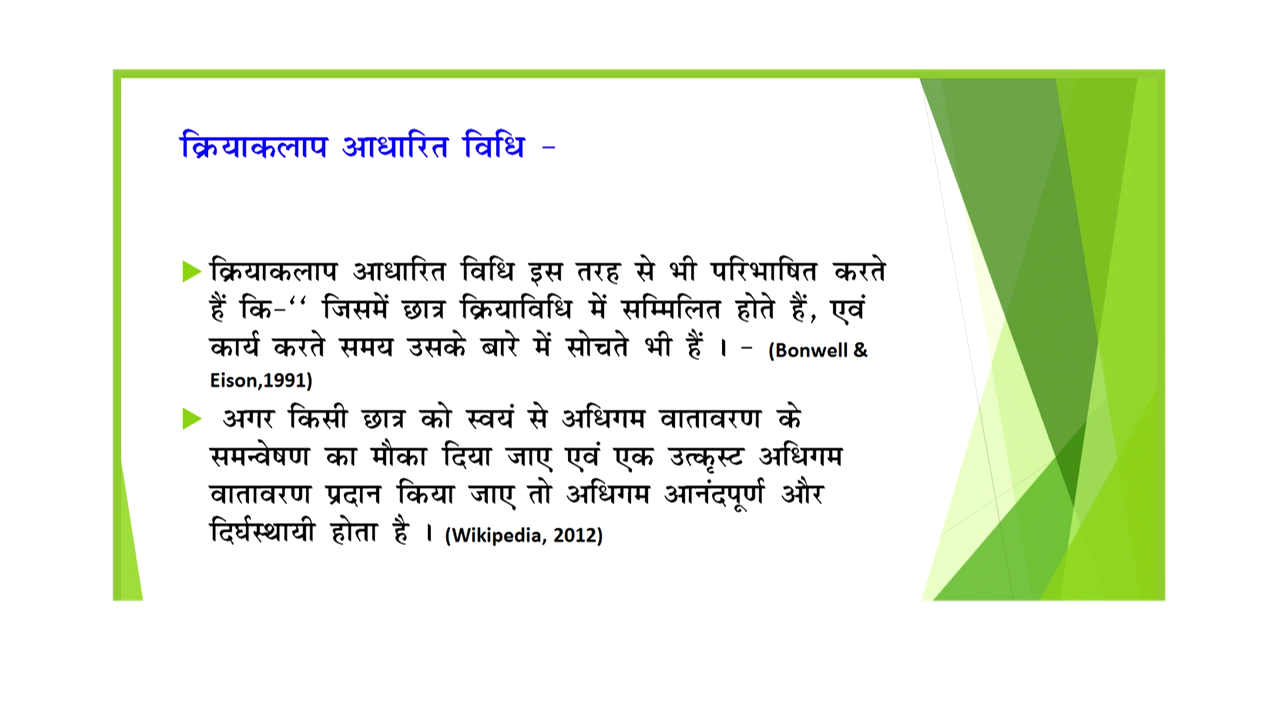 क्रियाकलाप आधारित विधि -
क्रियाकलाप आधारित विधि इस तरह से भी परिभाषित करते
हैं कि-‘‘ जिसमें छात्र क्रियाविधि में सम्मिलित होते हैं, एवं
कार्य करते समय उसके बारे में सोचते भी हैं । - (Bonwell &
Eison,1991)
अगर किसी छात्र को स्वयं से अधिगम वातावरण के
समन्वेषण का मौका दिया जाए एवं एक उत्कृस्ट अधिगम
वातावरण प्रदान किया जाए तो अधिगम आनंदपूर्ण और
दिर्घस्थायी होता है । (Wikipedia, 2012)